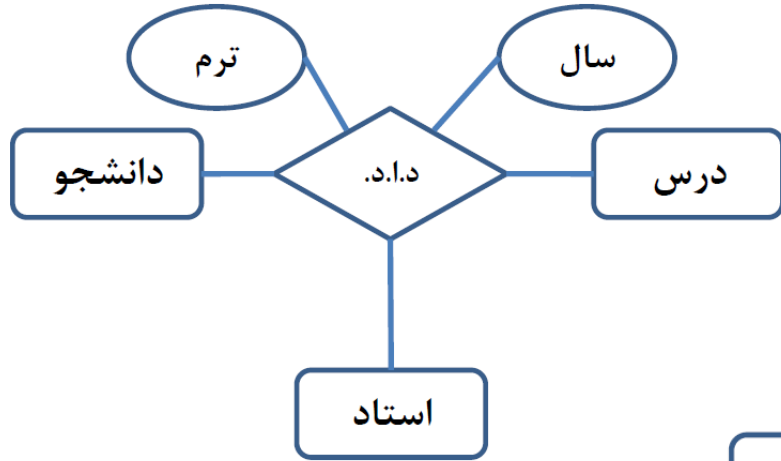 سال
ترم
درس
د.ا.د.
دانشجو
استاد